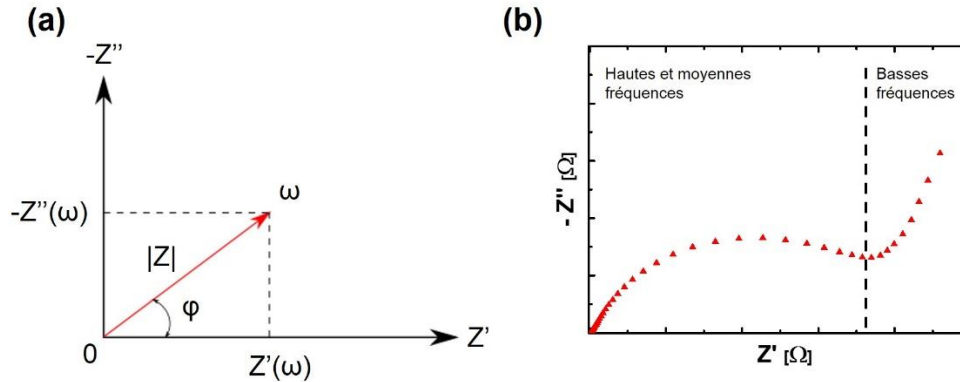 (a)
-Z''
-Z''(ω)
ω
|Z|
φ
0
Z'(ω)
Z'
(b)
Hautes et moyennes
fréquences
Basses
fréquences
- Z'' [Ω]
Z' [Ω]